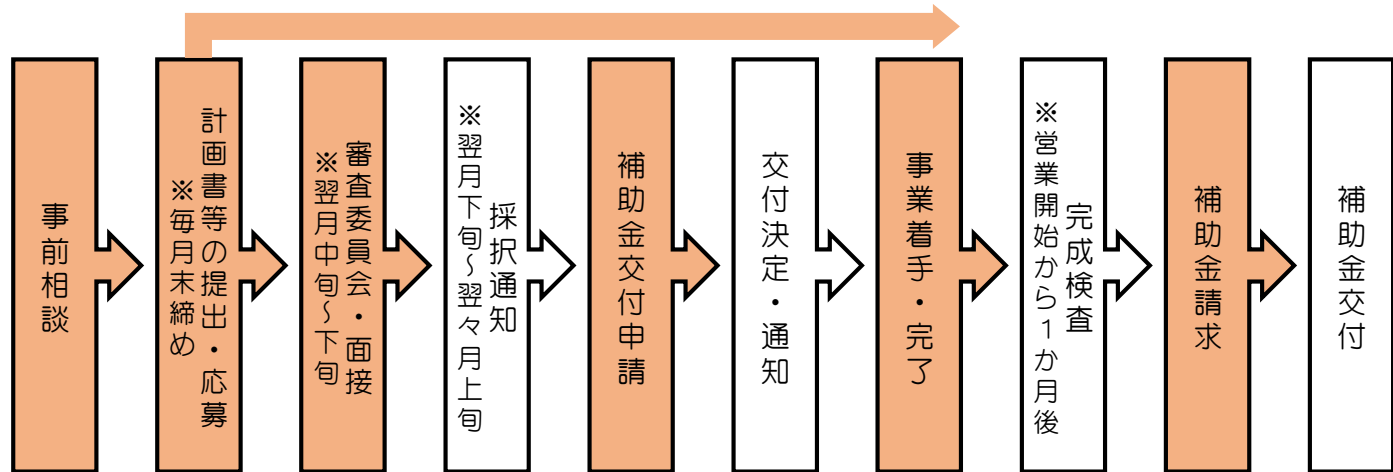 事前相談
計画書等の提出・応募
※毎月末締め
審査委員会・面接
※翌月中旬～下旬
採択通知
※翌月下旬～翌々月上旬
補助金交付申請
交付決定・通知
事業着手・完了
完成検査
※営業開始から1か月後
補助金請求
補助金交付